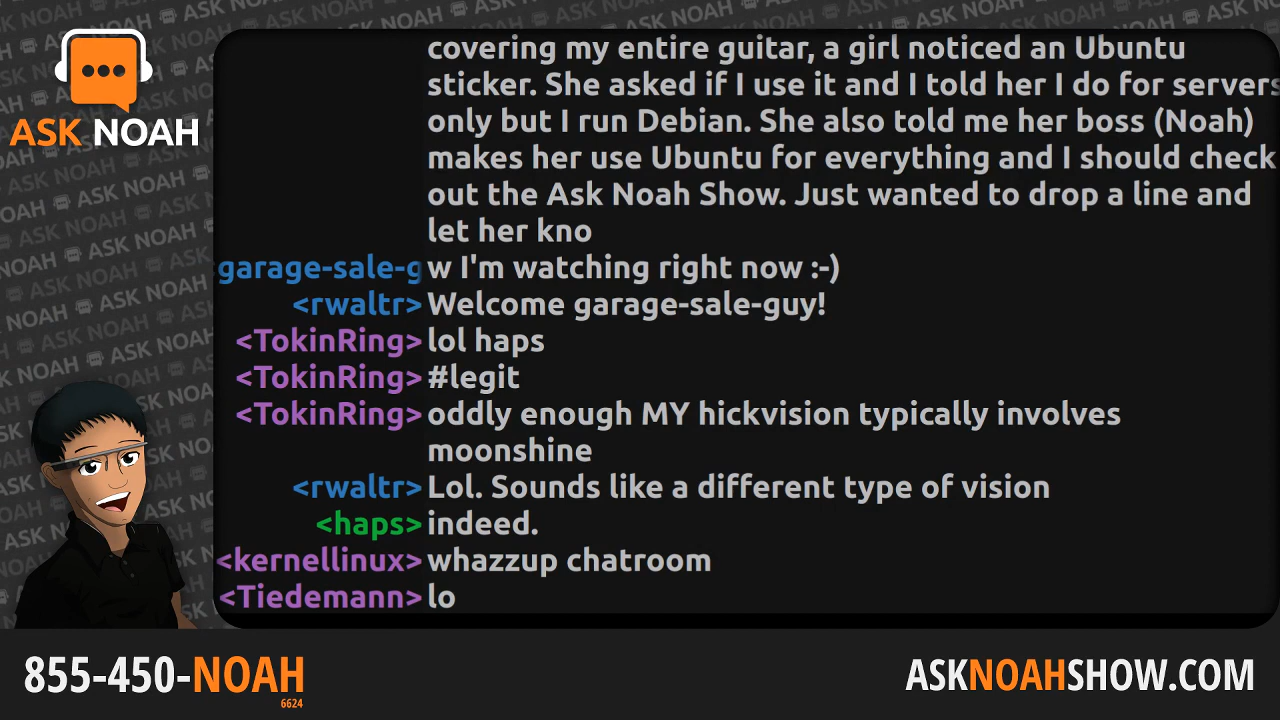 ASK NOAH
covering my entire guitar, a girl noticed an Ubuntu
sticker. She asked if I use it and I told her I do for servers
only but I run Debian. She also told me her boss (Noah)
makes her use Ubuntu for everything and I should check
out the Ask Noah Show. Just wanted to drop a line and
let her kno
garage-sale-g w I'm watching right now :-)
<rwaltr> Welcome garage-sale-guy!
<TokinRing> lol haps
<TokinRing> #legit
<TokinRing> oddly enough MY hickvision typically involves
moonshine
<rwaltr> Lol. Sounds like a different type of vision
<haps> indeed.
<kernellinux> whazzup chatroom
<Tiedemann> lo
855-450-NOAH
6624
ASKNOAHSHOW.COM